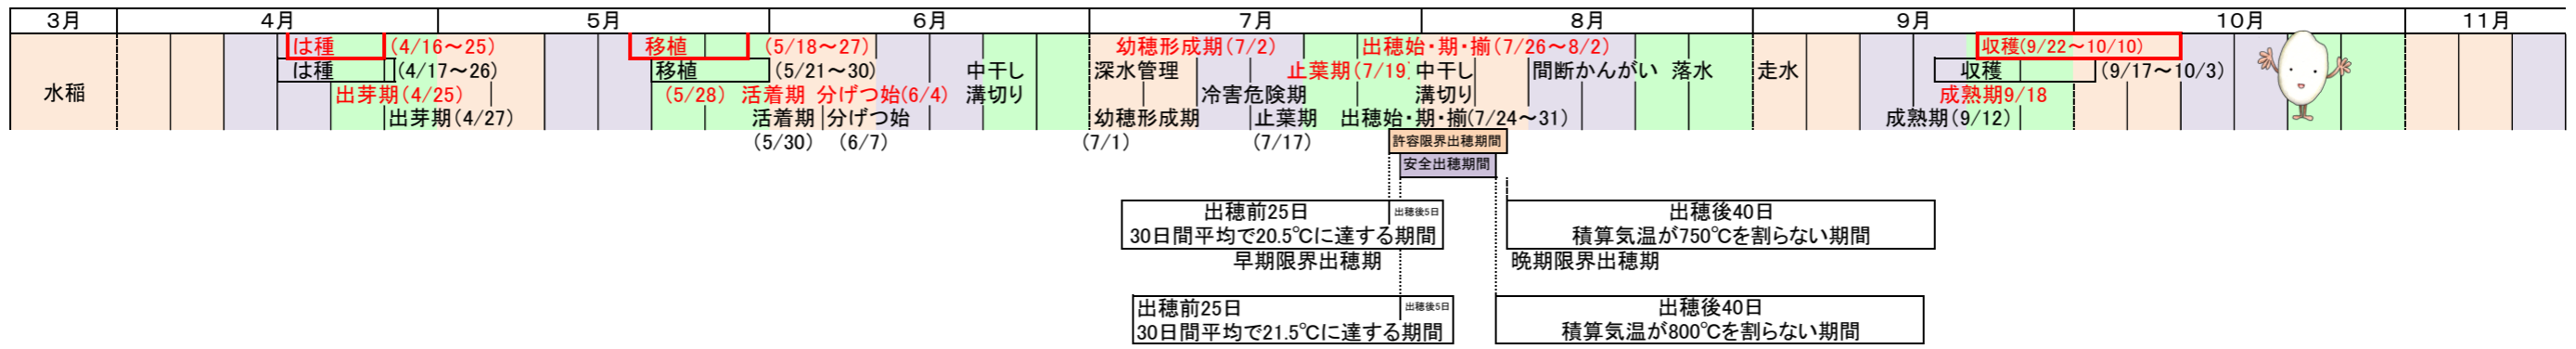 3月 4月 5月 6月 7月 8月 9月 10月 11月
は種 (4/16～25) 移植 (5/18～27) 幼穂形成期(7/2) 出穂始・期・揃(7/26～8/2) 収穫(9/22～10/10)
は種 (4/17～26) 移植 (5/21～30) 中干し 深水管理 止葉期(7/19) 中干し 間断かんがい 落水 走水 収穫 (9/17～10/3)
水稲 出芽期(4/25) (5/28) 活着期 分げつ始(6/4) 溝切り 冷害危険期 溝切り 成熟期9/18
出芽期(4/27) 活着期 分げつ始 幼穂形成期 止葉期 出穂始・期・揃(7/24～31) 成熟期(9/12)
(5/30) (6/7) (7/1) (7/17) 許容限界出穂期間
安全出穂期間
出穂前25日 出穂後5日 出穂後40日
30日間平均で20.5℃に達する期間 積算気温が750℃を割らない期間
早期限界出穂期 晩期限界出穂期
出穂前25日 出穂後5日 出穂後40日
30日間平均で21.5℃に達する期間 積算気温が800℃を割らない期間